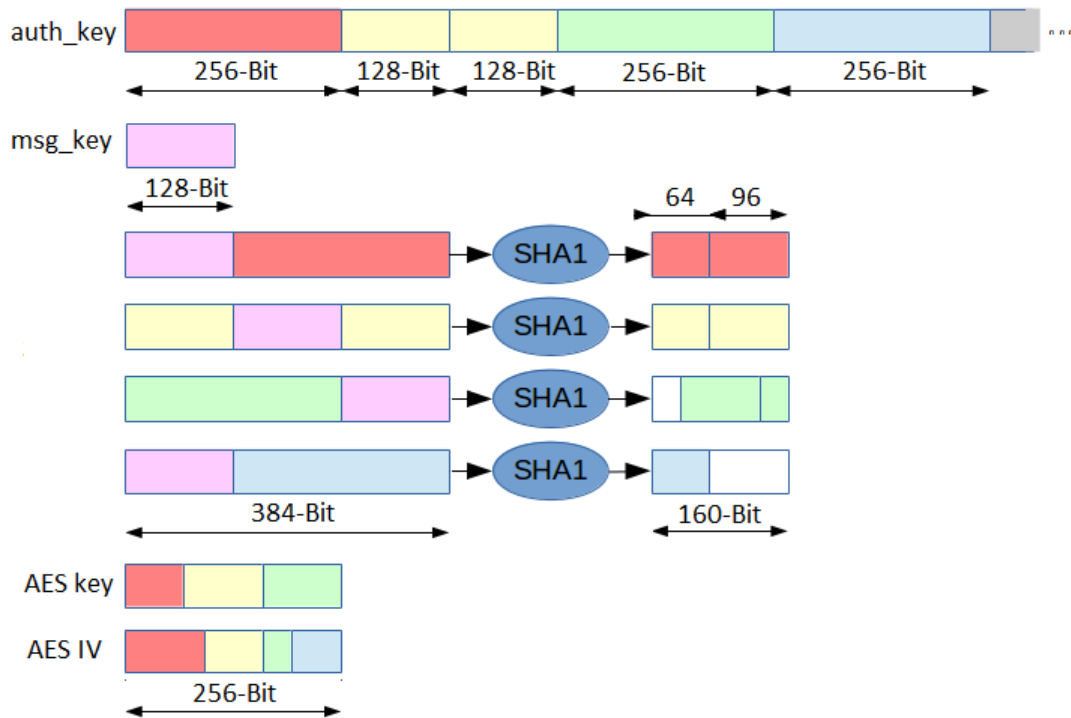 auth_key
256-Bit 128-Bit 128-Bit 256-Bit 256-Bit
msg_key
128-Bit
64 96
SHA1
SHA1
SHA1
SHA1
384-Bit 160-Bit
AES key
AES IV
256-Bit